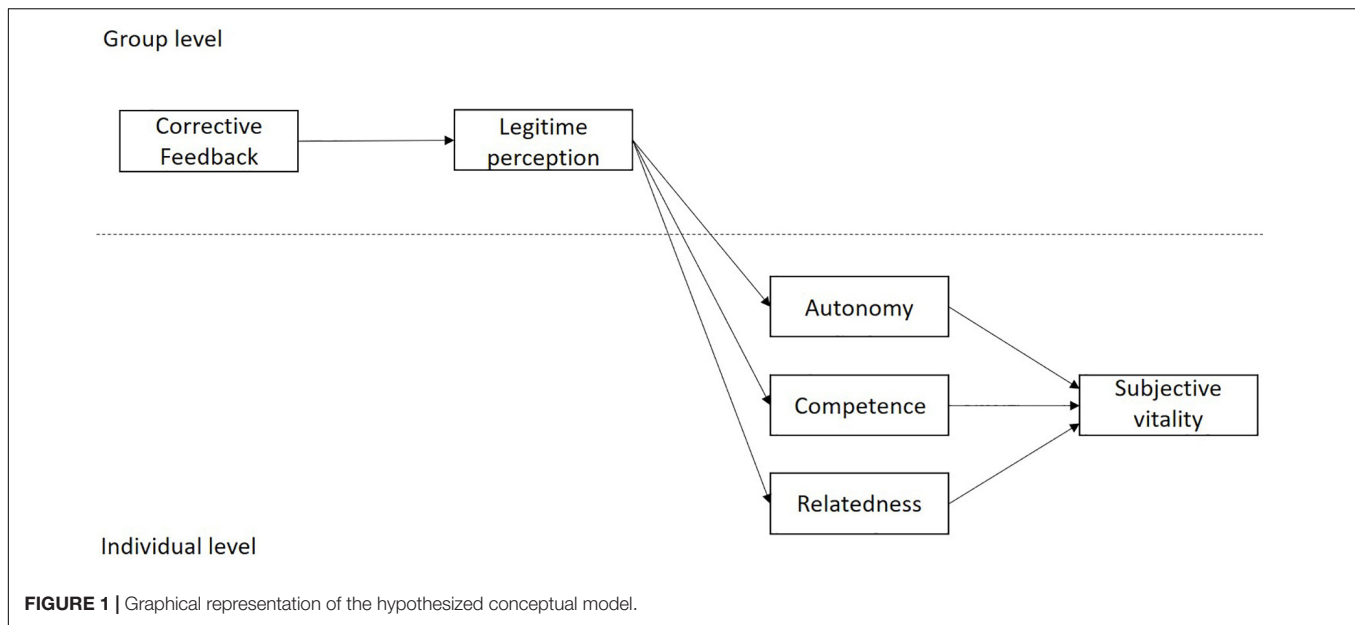 Group level
Corrective
Feedback
Legitime
perception
Autonomy
Competence
Relatedness
Subjective
vitality
Individual level
FIGURE 1 | Graphical representation of the hypothesized conceptual model.